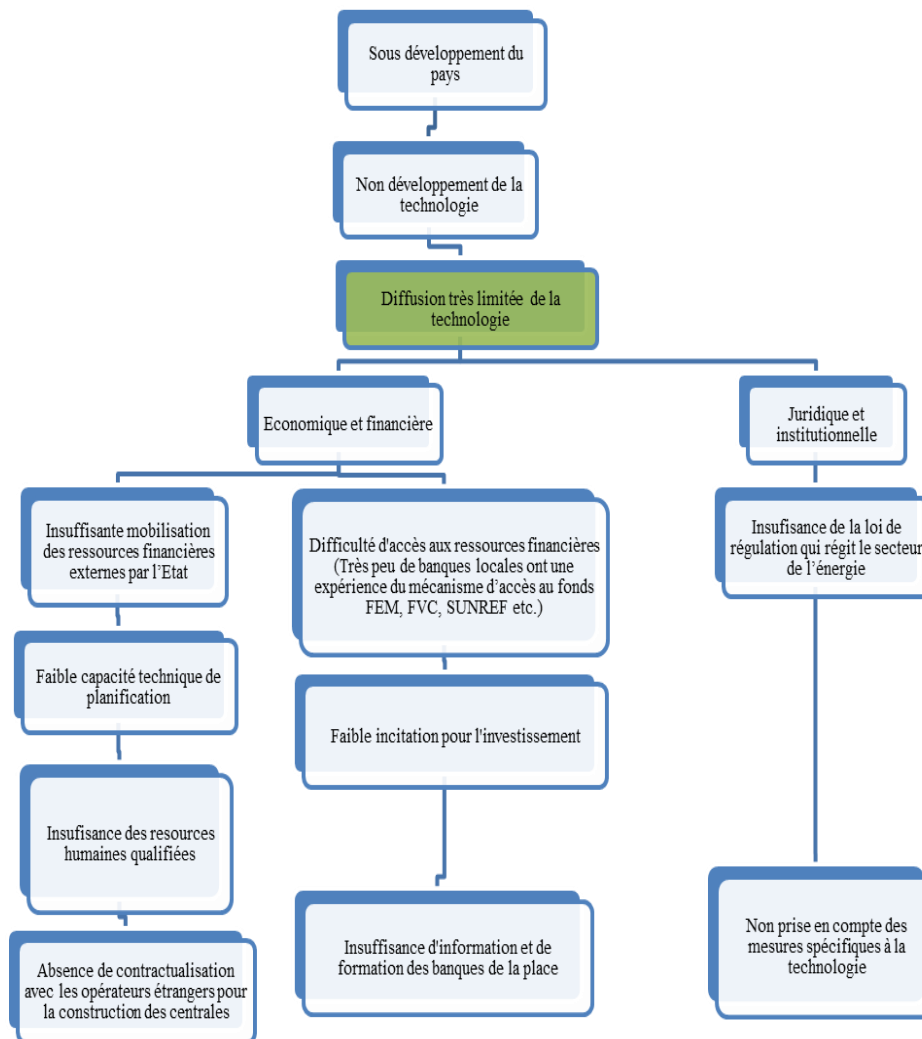 Sous développement du
pays
Non développement de la
technologie
Diffusion très limitée de la
technologie
Economique et financière
Juridique et
institutionnelle
Insuffisante mobilisation
des ressources financières
externes par l’Etat
Difficulté d'accès aux ressources financières
(Très peu de banques locales ont une
expérience du mécanisme d’accès au fonds
FEM, FVC, SUNREF etc.)
Insufisance de la loi de
régulation qui régit le secteur
de l’énergie
Faible capacité technique de
planification
Faible incitation pour l'investissement
Insufisance des resources
humaines qualifiées
Insuffisance d'information et de
formation des banques de la place
Non prise en compte des
mesures spécifiques à la
technologie
Absence de contractualisation
avec les opérateurs étrangers pour
la construction des centrales